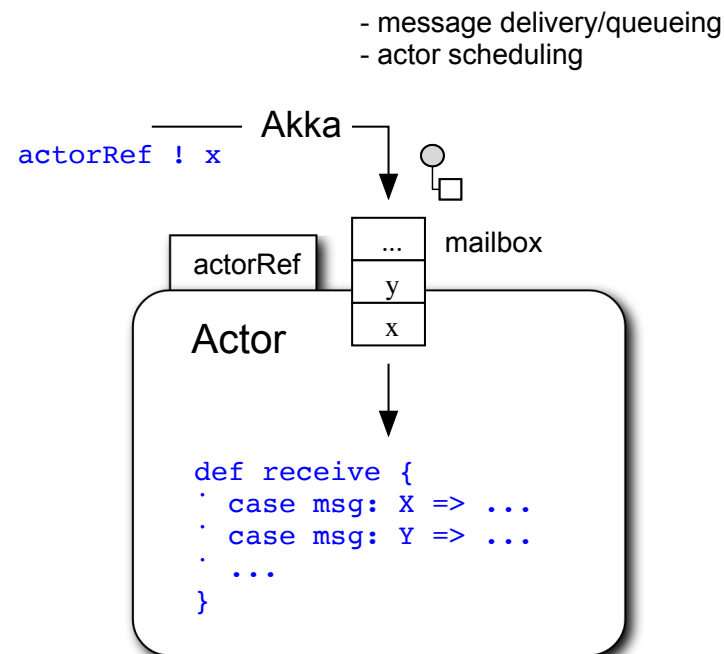 - message delivery/queueing
- actor scheduling
Akka
actorRef ! x
... mailbox
actorRef
y
x
Actor
def receive {
˙ case msg: X => ...
˙ case msg: Y => ...
˙ ...
}